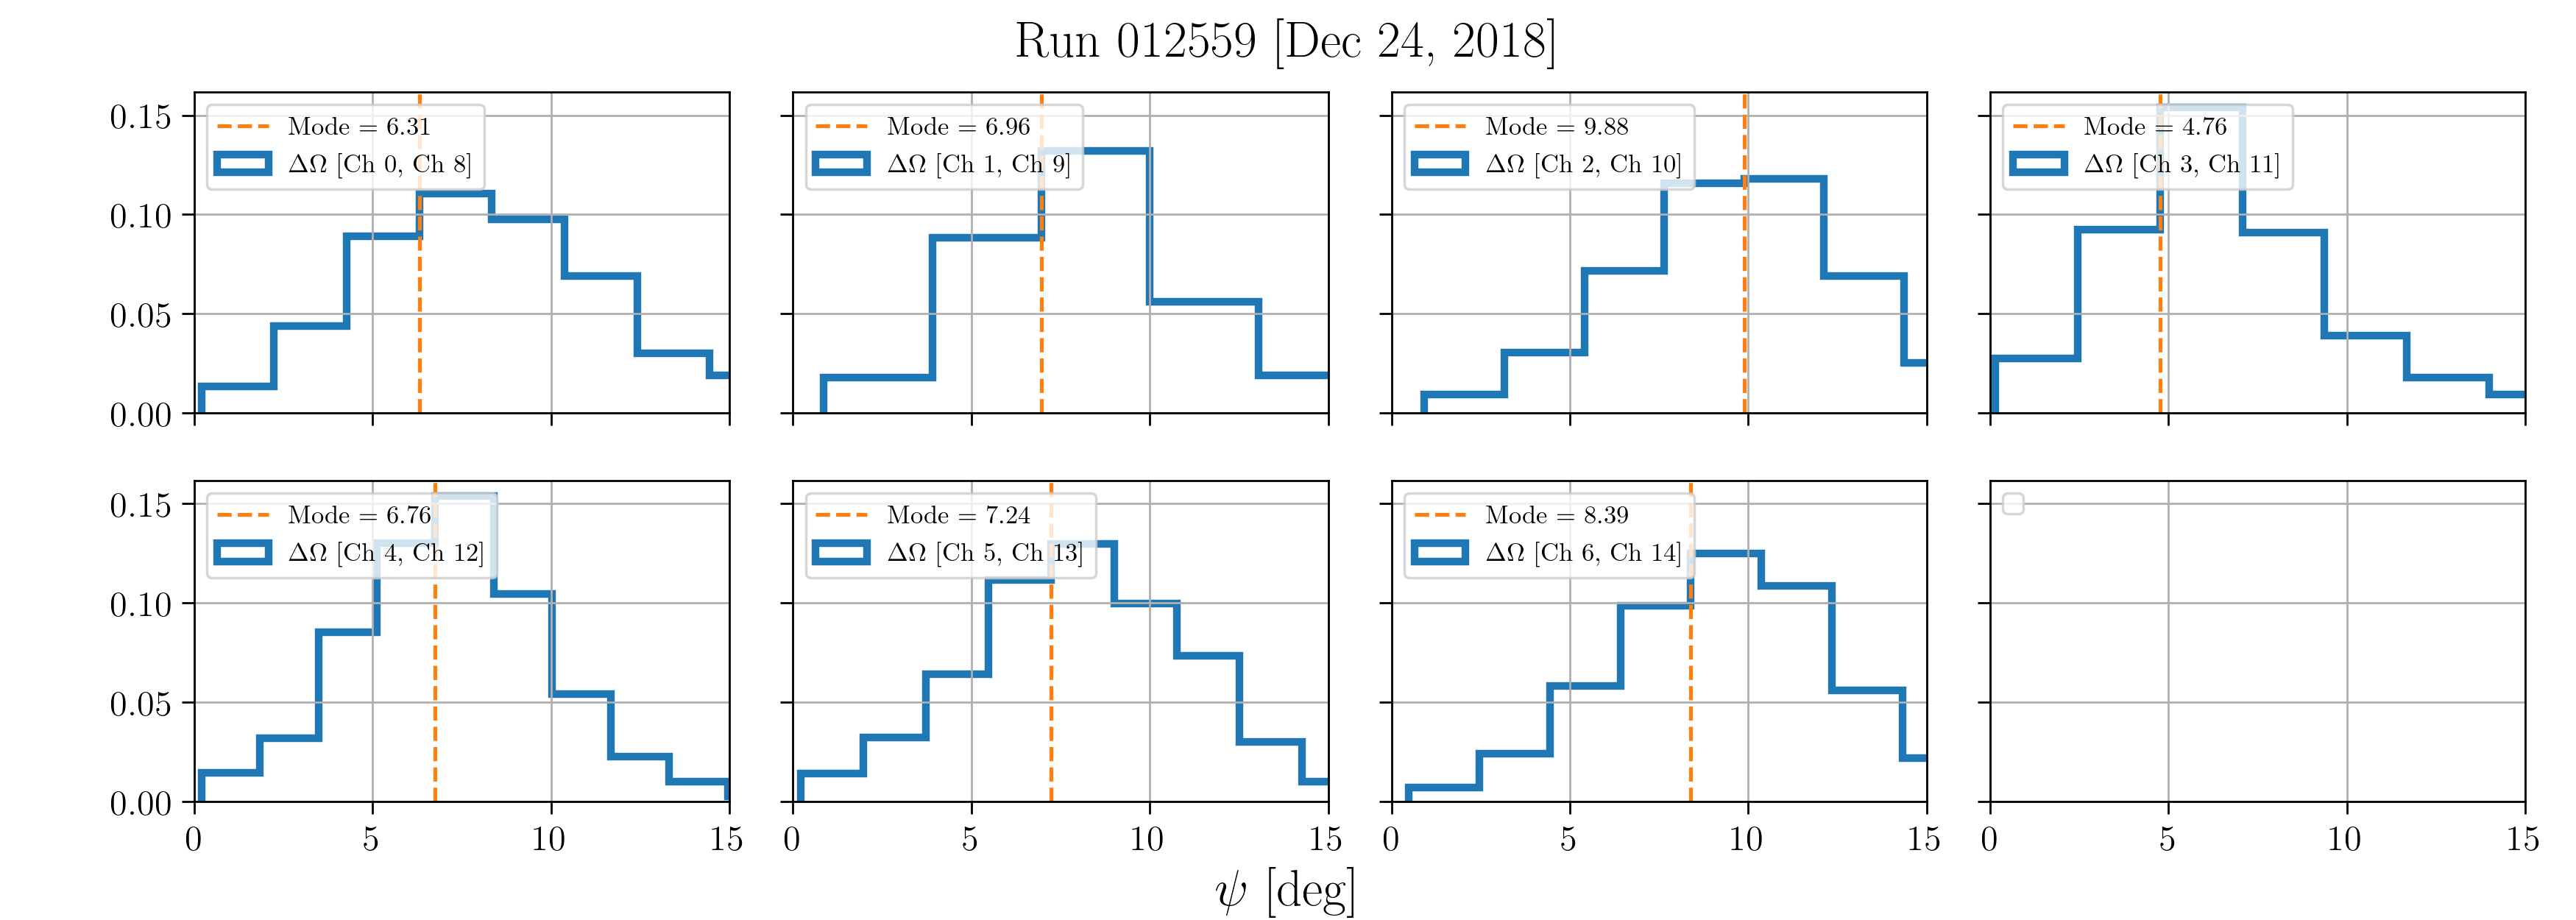 Run 012559 [Dec 24, 2018]
0.15
0.10
0.05
0.00
Mode = 6.31
ΔΩ [Ch 0, Ch 8]
Mode = 6.96
ΔΩ [Ch 1, Ch 9]
Mode = 9.88
ΔΩ [Ch 2, Ch 10]
Mode = 4.76
ΔΩ [Ch 3, Ch 11]
0.15
0.10
0.05
0.00
Mode = 6.76
ΔΩ [Ch 4, Ch 12]
Mode = 7.24
ΔΩ [Ch 5, Ch 13]
Mode = 8.39
ΔΩ [Ch 6, Ch 14]
0 5 10 15
0 5 10 15
0 5 10 15
0 5 10 15
ψ [deg]